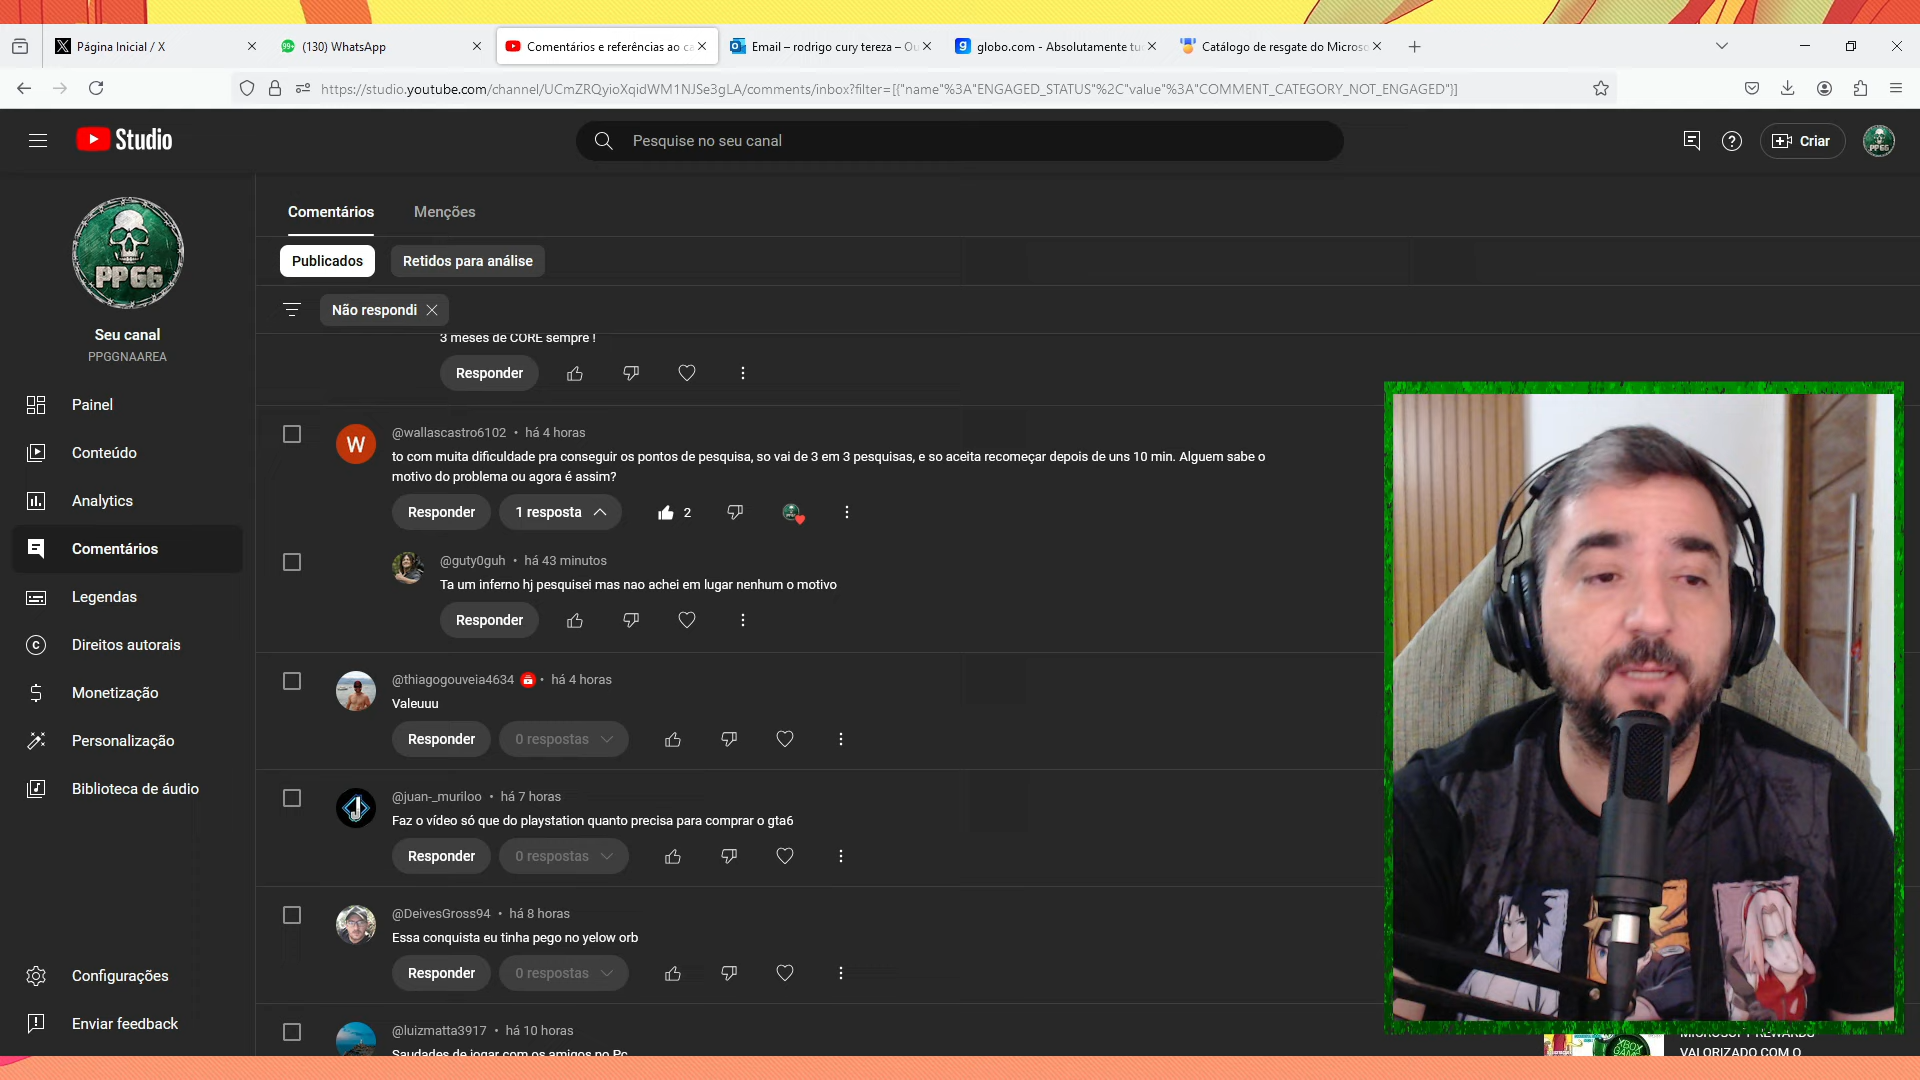 Página Inicial / X
(130) WhatsApp
Comentários e referências ao ca
Email – rodrigo cury tereza – Ou
globo.com - Absolutamente tu
Catálogo de resgate do Microso
https://studio.youtube.com/channel/UCmZRQyioXqidWM1NJSe3gLA/comments/inbox?filter=[{"name"%3A"ENGAGED_STATUS"%2C"value"%3A"COMMENT_CATEGORY_NOT_ENGAGED"}]
Studio
Pesquise no seu canal
Criar
PPGG
Seu canal
PPGGNAAREA
Painel
Conteúdo
Analytics
Comentários
Legendas
Direitos autorais
Monetização
Personalização
Biblioteca de áudio
Configurações
Enviar feedback
Comentários
Menções
Publicados
Retidos para análise
Não respondi
3 meses de CORE sempre !
Responder
@wallascastro6102 • há 4 horas
to com muita dificuldade pra conseguir os pontos de pesquisa, so vai de 3 em 3 pesquisas, e so aceita recomeçar depois de uns 10 min. Alguem sabe o
motivo do problema ou agora é assim?
Responder
1 resposta
2
@guty0guh • há 43 minutos
Ta um inferno hj pesquisei mas nao achei em lugar nenhum o motivo
Responder
@thiagogouveia4634 • há 4 horas
Valeuuu
Responder
0 respostas
@juan-_muriloo • há 7 horas
Faz o vídeo só que do playstation quanto precisa para comprar o gta6
Responder
0 respostas
@DeivesGross94 • há 8 horas
Essa conquista eu tinha pego no yelow orb
Responder
0 respostas
@luizmatta3917 • há 10 horas
Saudades de jogar com os amigos no Pc
MICROSOFT REWARDS
VALORIZADO COM O
XBOX